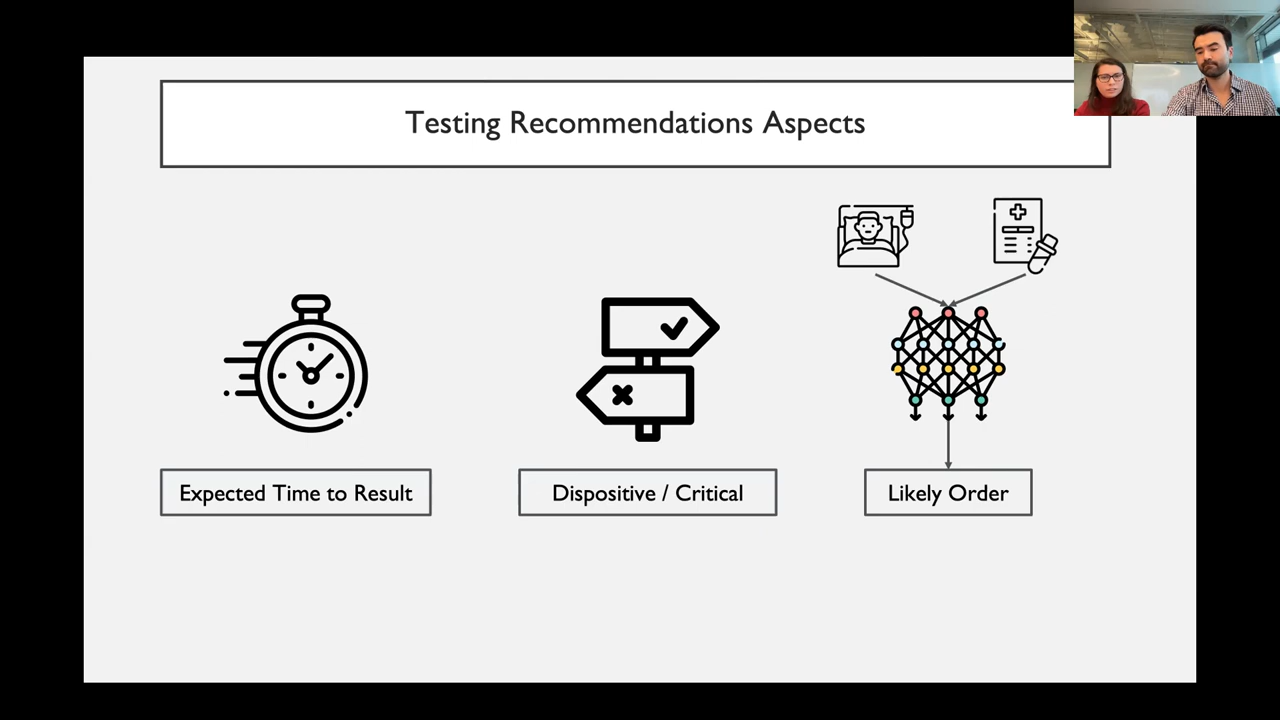 Testing Recommendations Aspects
Expected Time to Result
Dispositive / Critical
Likely Order